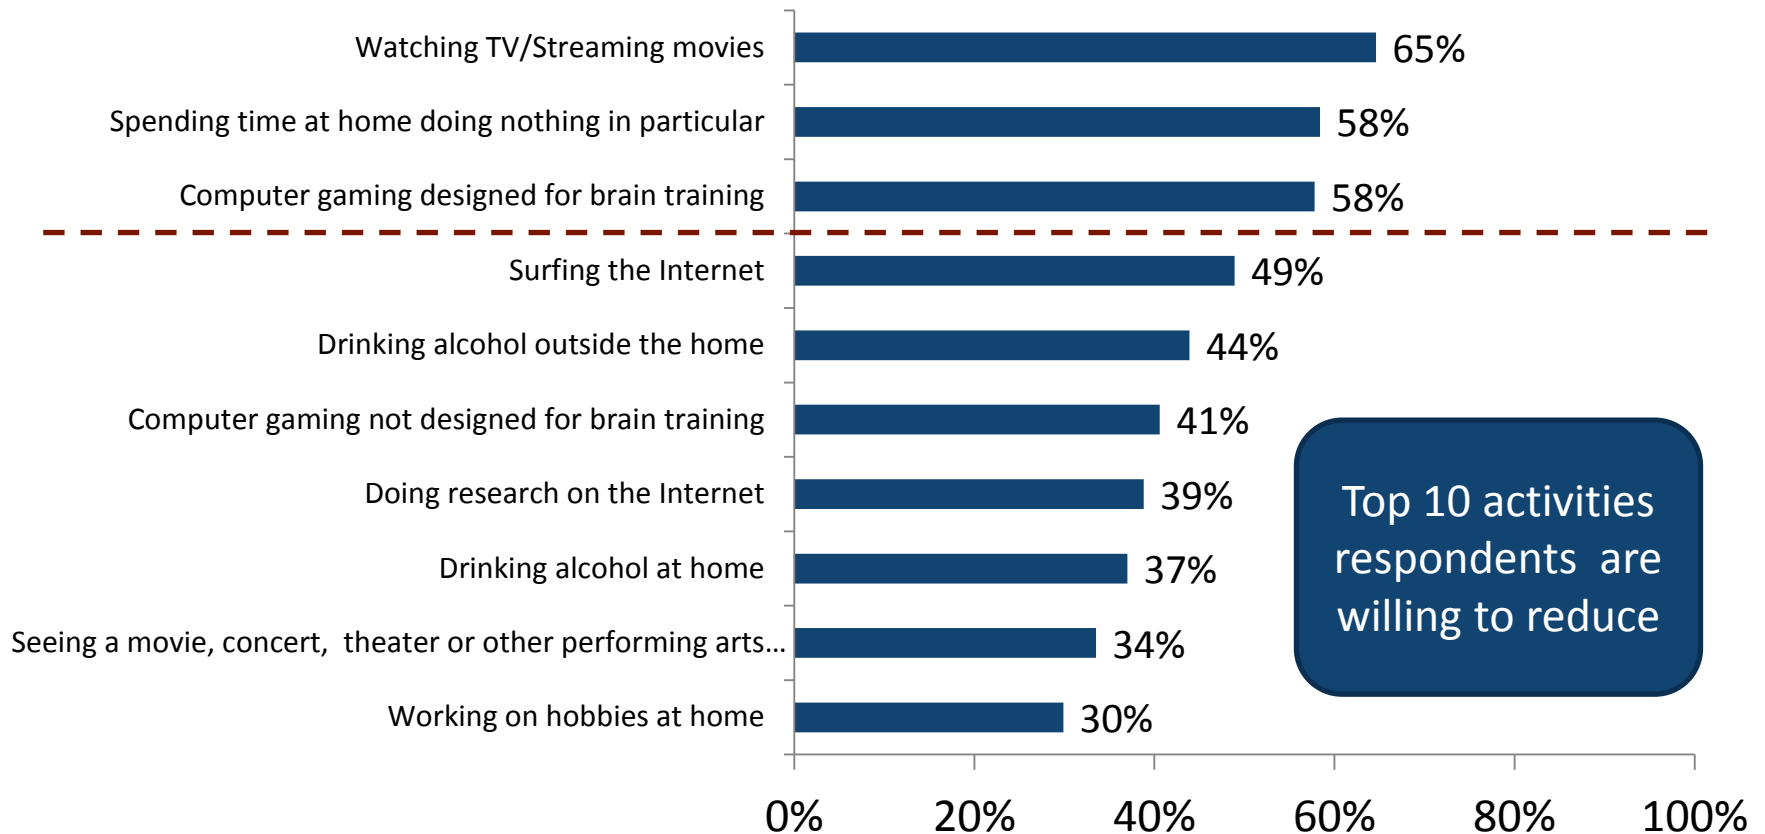 Watching TV/Streaming movies 65%
Spending time at home doing nothing in particular 58%
Computer gaming designed for brain training 58%
Surfing the Internet 49%
Drinking alcohol outside the home 44%
Computer gaming not designed for brain training 41%
Doing research on the Internet 39%
Drinking alcohol at home 37%
Seeing a movie, concert,  theater or other performing arts... 34%
Working on hobbies at home 30%
Top 10 activities
respondents  are
willing to reduce
0% 20% 40% 60% 80% 100%